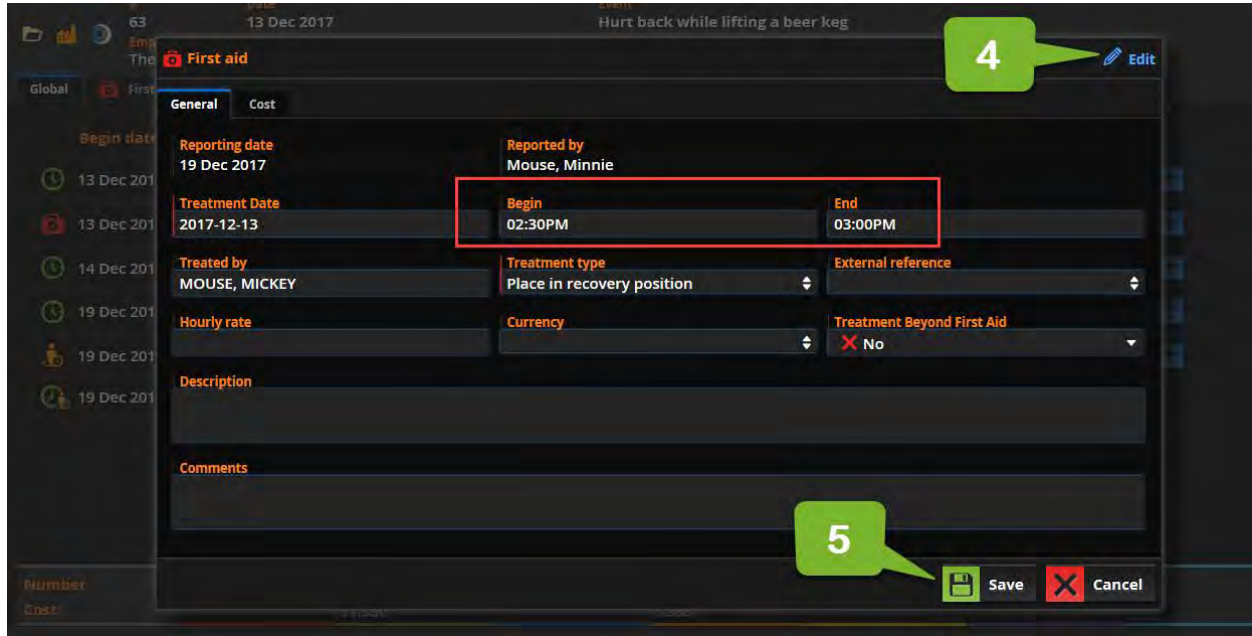 63 13 Dec 2017 Hurt back while lifting a beer keg
The
First aid 4 Edit
Global First
General Cost
Begin date
Reporting date Reported by
19 Dec 2017 Mouse, Minnie
13 Dec 201
Treatment Date Begin End
13 Dec 201 2017-12-13 02:30PM 03:00PM
Treated by Treatment type External reference
14 Dec 201 MOUSE, MICKEY Place in recovery position
19 Dec 201
Hourly rate Currency Treatment Beyond First Aid
No
19 Dec 201
Description
19 Dec 201
Comments
5
Number
Save Cancel
Cost